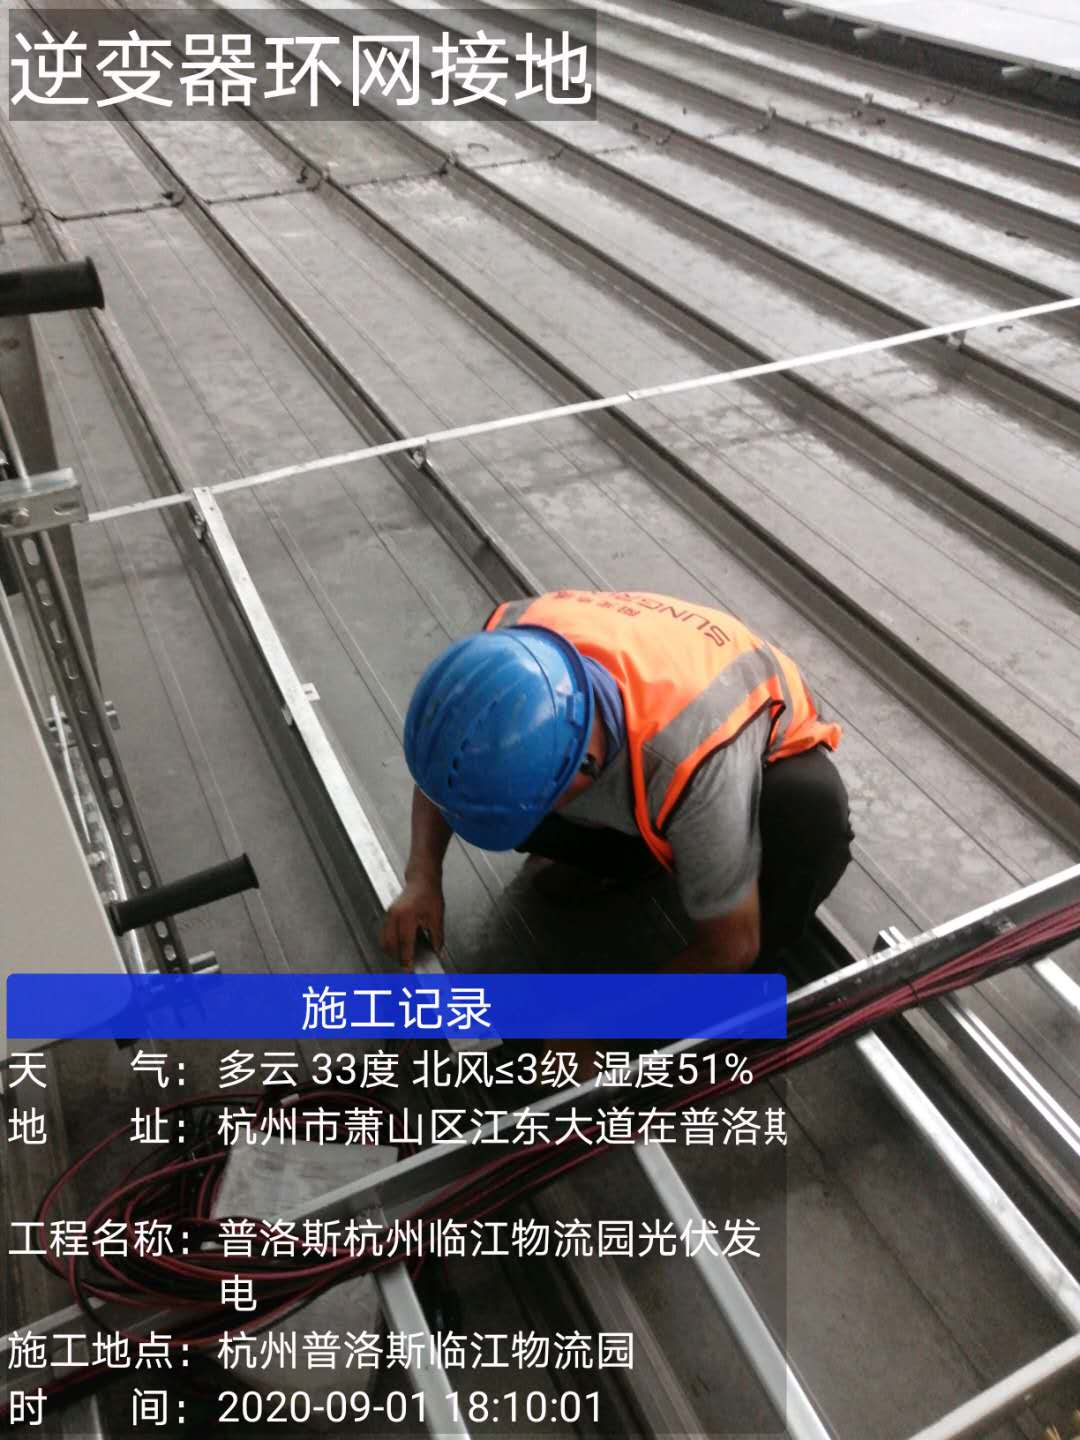 逆变器环网接地
SUNG
施工记录
天 气：多云 33度 北风≤3级 湿度51%
地 址：杭州市萧山区江东大道在普洛斯
工程名称：普洛斯杭州临江物流园光伏发
电
施工地点：杭州普洛斯临江物流园
时 间：2020-09-01 18:10:01